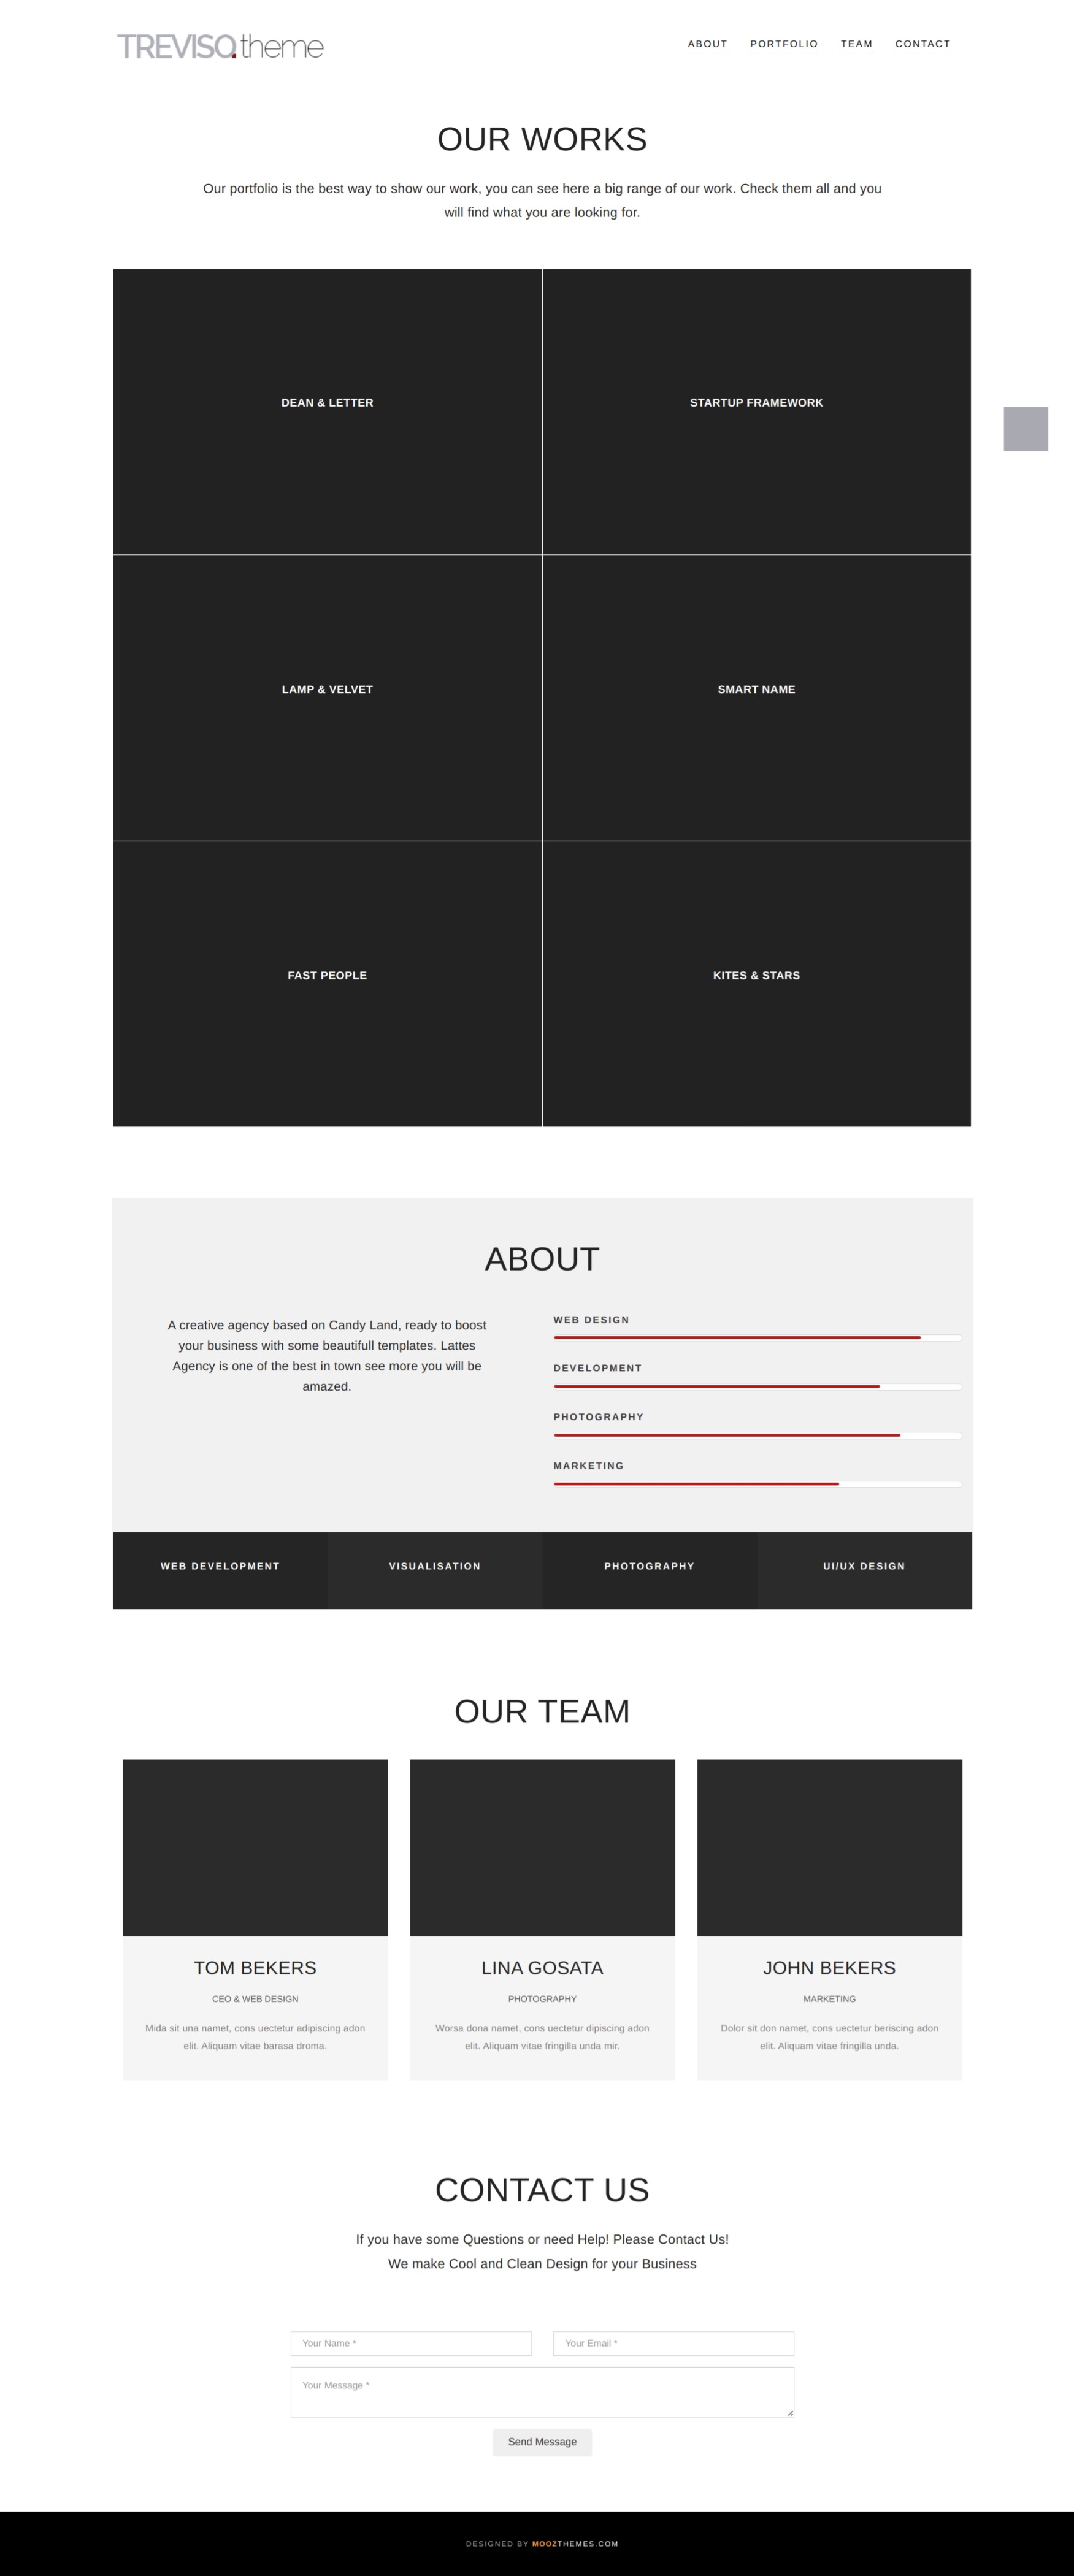 TREVISO.theme
ABOUT PORTFOLIO TEAM CONTACT
OUR WORKS
Our portfolio is the best way to show our work, you can see here a big range of our work. Check them all and you
will find what you are looking for.
DEAN & LETTER
STARTUP FRAMEWORK
LAMP & VELVET
SMART NAME
FAST PEOPLE
KITES & STARS
ABOUT
A creative agency based on Candy Land, ready to boost
your business with some beautifull templates. Lattes
Agency is one of the best in town see more you will be
amazed.
WEB DESIGN
DEVELOPMENT
PHOTOGRAPHY
MARKETING
WEB DEVELOPMENT
VISUALISATION
PHOTOGRAPHY
UI/UX DESIGN
OUR TEAM
TOM BEKERS
CEO & WEB DESIGN
Mida sit una namet, cons uectetur adipiscing adon
elit. Aliquam vitae barasa droma.
LINA GOSATA
PHOTOGRAPHY
Worsa dona namet, cons uectetur dipiscing adon
elit. Aliquam vitae fringilla unda mir.
JOHN BEKERS
MARKETING
Dolor sit don namet, cons uectetur beriscing adon
elit. Aliquam vitae fringilla unda.
CONTACT US
If you have some Questions or need Help! Please Contact Us!
We make Cool and Clean Design for your Business
Your Name *
Your Email *
Your Message *
Send Message
DESIGNED BY MOOZTHEMES.COM